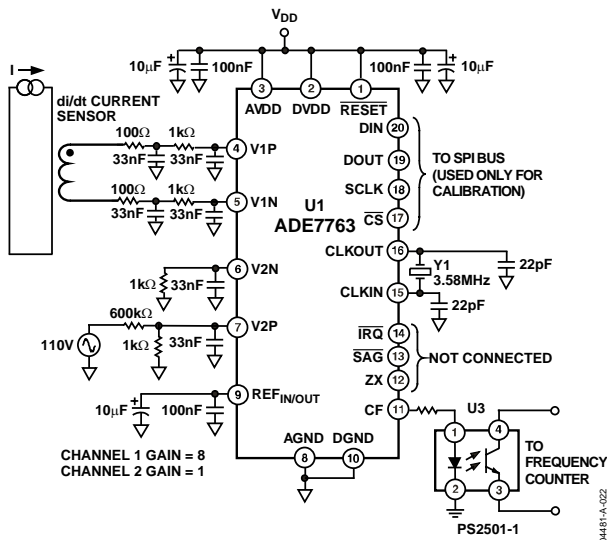 VDD
10μF
100nF
100nF
10μF
I
3
2
1
AVDD
DVDD
RESET
di/dt CURRENT
SENSOR
DIN
20
100Ω
1kΩ
33nF
33nF
4
V1P
DOUT
19
TO SPI BUS
(USED ONLY FOR
CALIBRATION)
SCLK
18
100Ω
1kΩ
33nF
33nF
5
V1N
U1
ADE7763
CS
17
CLKOUT
16
6
V2N
1kΩ
33nF
Y1
3.58MHz
22pF
CLKIN
15
22pF
600kΩ
7
V2P
110V
1kΩ
33nF
IRQ
14
SAG
13
NOT CONNECTED
ZX
12
9
REFIN/OUT
10μF
100nF
CF
11
U3
1
4
TO
FREQUENCY
COUNTER
AGND
DGND
8
10
2
3
CHANNEL 1 GAIN = 8
CHANNEL 2 GAIN = 1
PS2501-1
04481-A-022